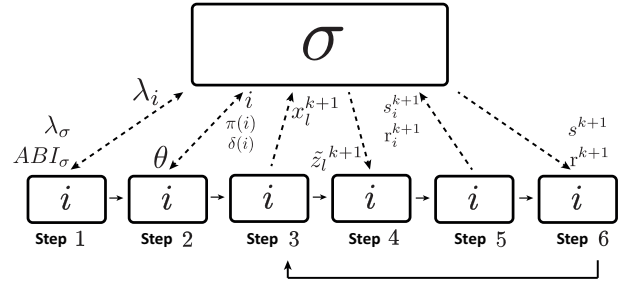 σ
λ_i
λ_σ
ABI_σ
θ
i
π(i)
δ(i)
x_l^{k+1}
z̃_l^{k+1}
s_i^{k+1}
r_i^{k+1}
s^{k+1}
r^{k+1}
i i i i i i
Step 1 Step 2 Step 3 Step 4 Step 5 Step 6